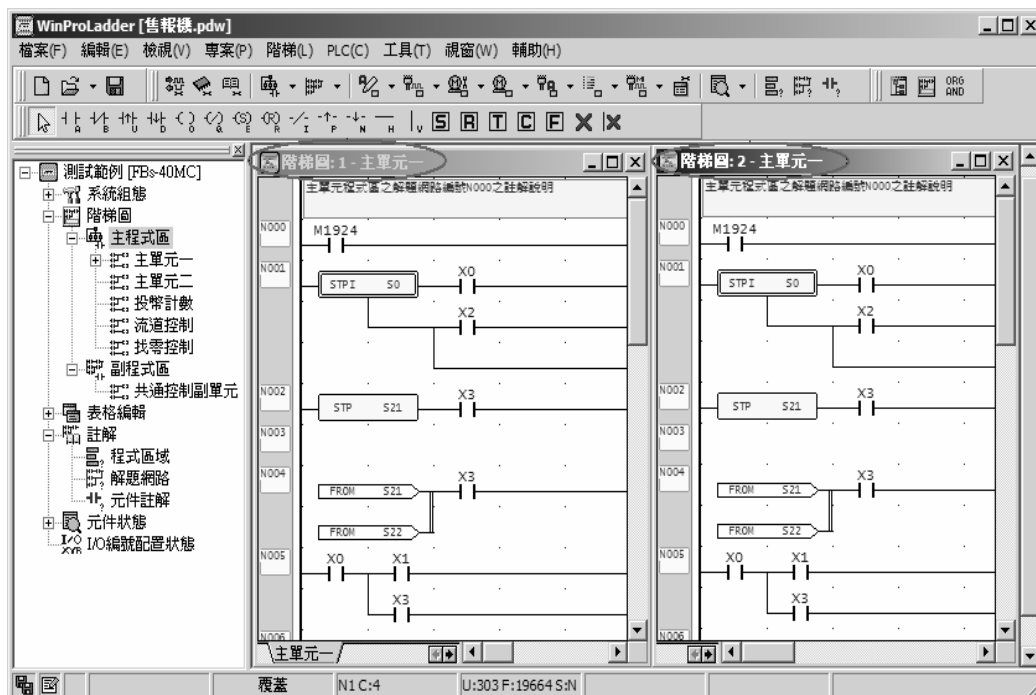 WinProLadder [售報機.pdw]
檔案(F) 編輯(E) 檢視(V) 專案(P) 階梯(L) PLC(C) 工具(T) 視窗(W) 輔助(H)
ORG
AND
A B U D O Q E R I P N H V S R T C F
測試範例 [FBs-40MC]
系統組態
階梯圖
主程式區
主單元一
主單元二
投幣計數
流道控制
找零控制
副程式區
共通控制副單元
表格編輯
註解
程式區域
解題網路
元件註解
元件狀態
I/O編號配置狀態
階梯圖:1 - 主單元一
主單元程式區之解題網路編號N000之註解說明
N000
M1924
N001
STPI S0
X0
X2
N002
STP S21
X3
N003
N004
FROM S21
X3
FROM S22
N005
X0 X1
X3
N006
主單元一
階梯圖:2 - 主單元一
主單元程式區之解題網路編號N000之註解說明
N000
M1924
N001
STPI S0
X0
X2
N002
STP S21
X3
N003
N004
FROM S21
X3
FROM S22
N005
X0 X1
X3
N006
覆蓋
N1 C:4
U:303 F:19664 S:N